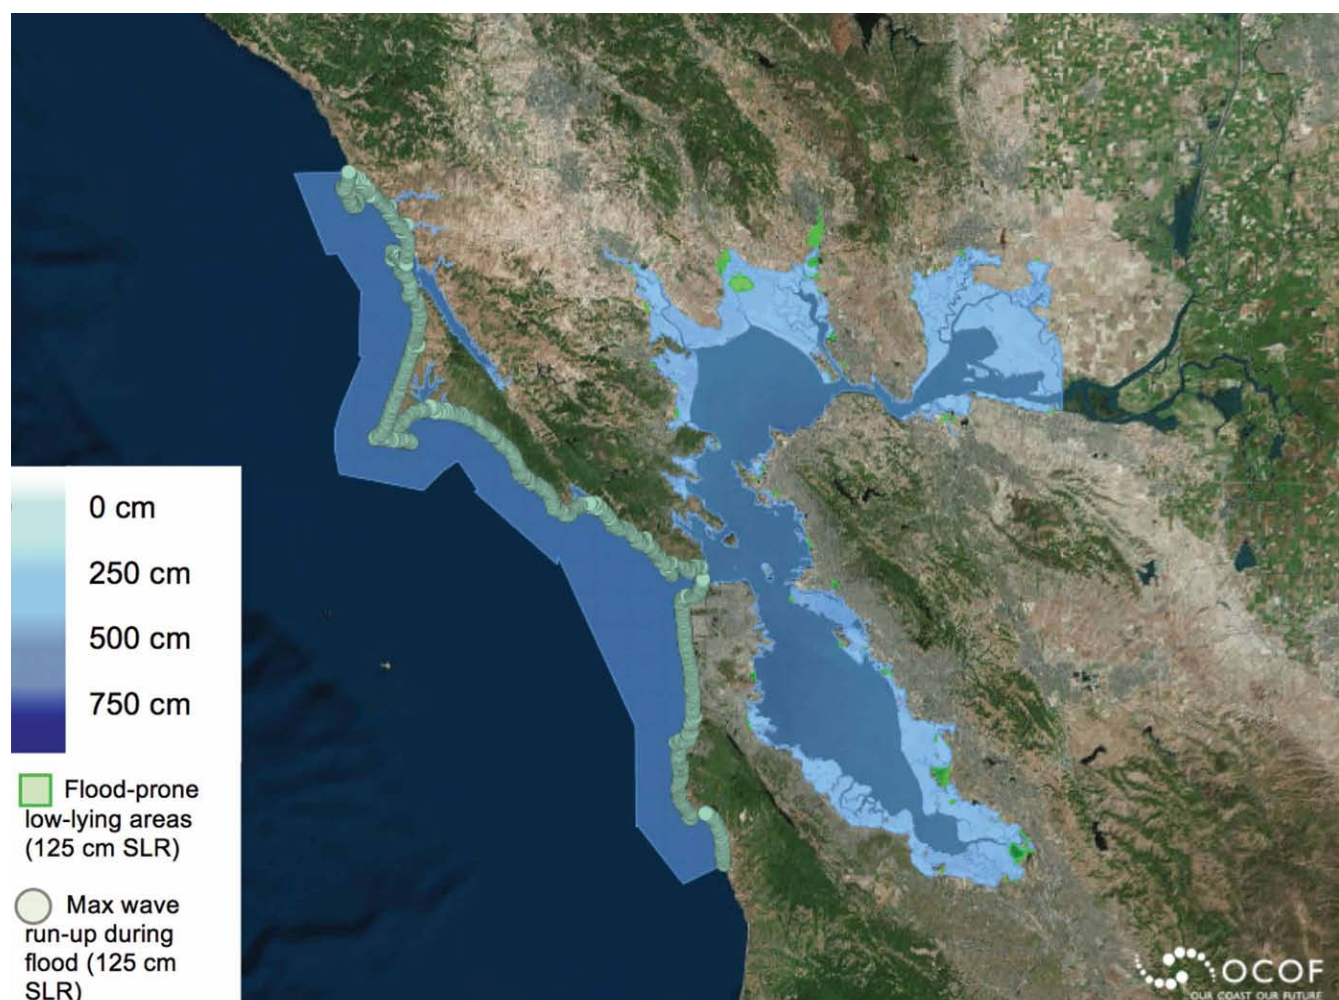 0 cm
250 cm
500 cm
750 cm
Flood-prone
low-lying areas
(125 cm SLR)
Max wave
run-up during
flood (125 cm
SLR)
OCOF
OUR COAST OUR FUTURE